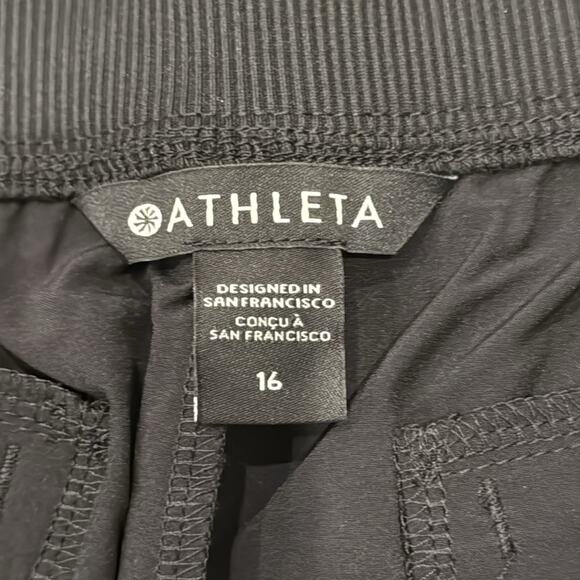 ATHLETA
DESIGNED IN
SAN FRANCISCO
CONÇU À
SAN FRANCISCO
16